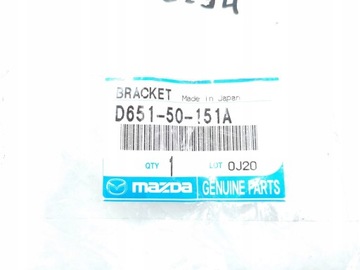 BRACKET Made in Japan
D651-50-151A
QTY 1 LOT 0J20
mazda GENUINE PARTS